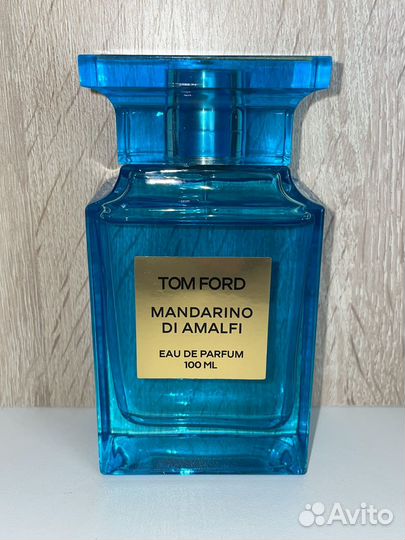 TOM FORD
MANDARINO
DI AMALFI
EAU DE PARFUM
100 ML
Avito